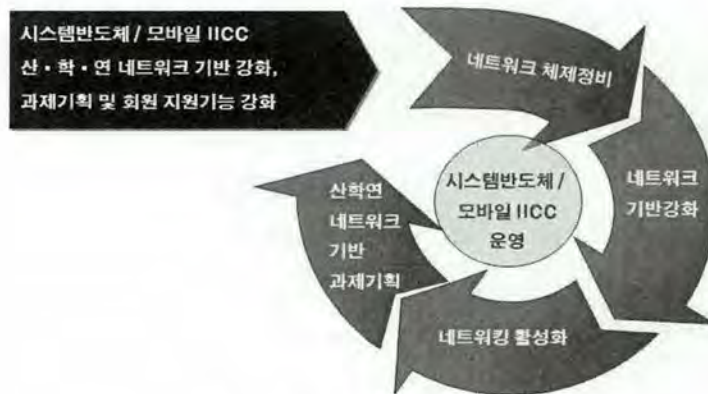 시스템반도체 / 모바일 IICC
산·학·연 네트워크 기반 강화,
과제기획 및 회원 지원기능 강화
네트워크 체제정비
네트워크
기반강화
네트워킹 활성화
산학연
네트워크
기반
과제기획
시스템반도체 /
모바일 IICC
운영